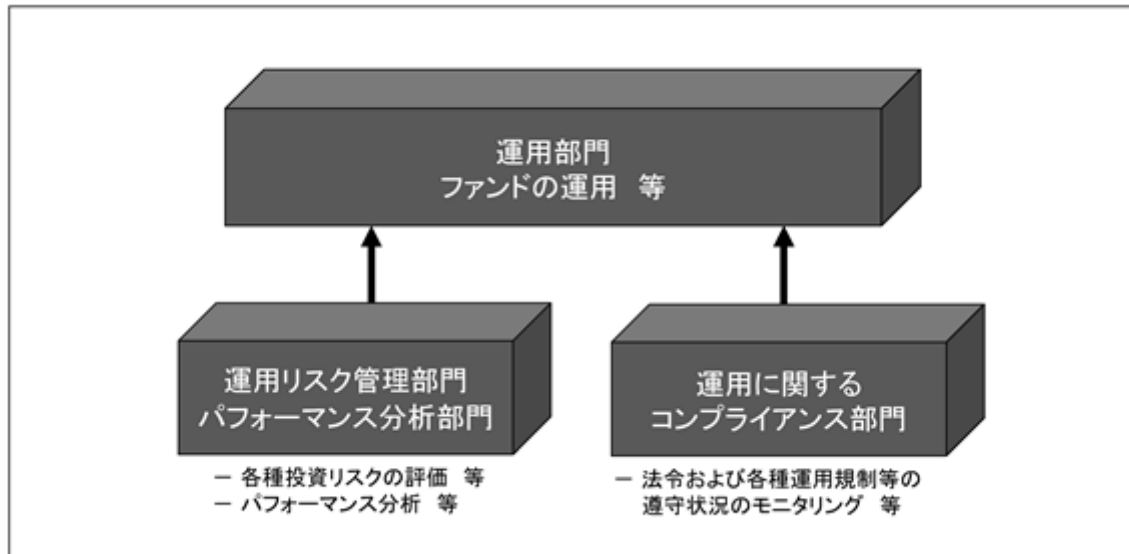 運用部門
ファンドの運用　等
運用リスク管理部門
パフォーマンス分析部門
－ 各種投資リスクの評価　等
－ パフォーマンス分析　等
運用に関する
コンプライアンス部門
－ 法令および各種運用規制等の
遵守状況のモニタリング　等